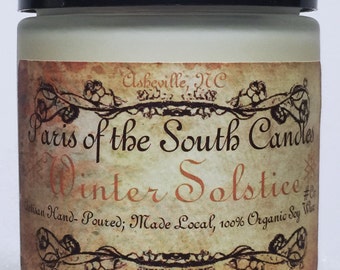 Asheville, NC
Paris of the South Candles
Winter Solstice
Artisan Hand- Poured; Made Local, 100% Organic Soy Wax